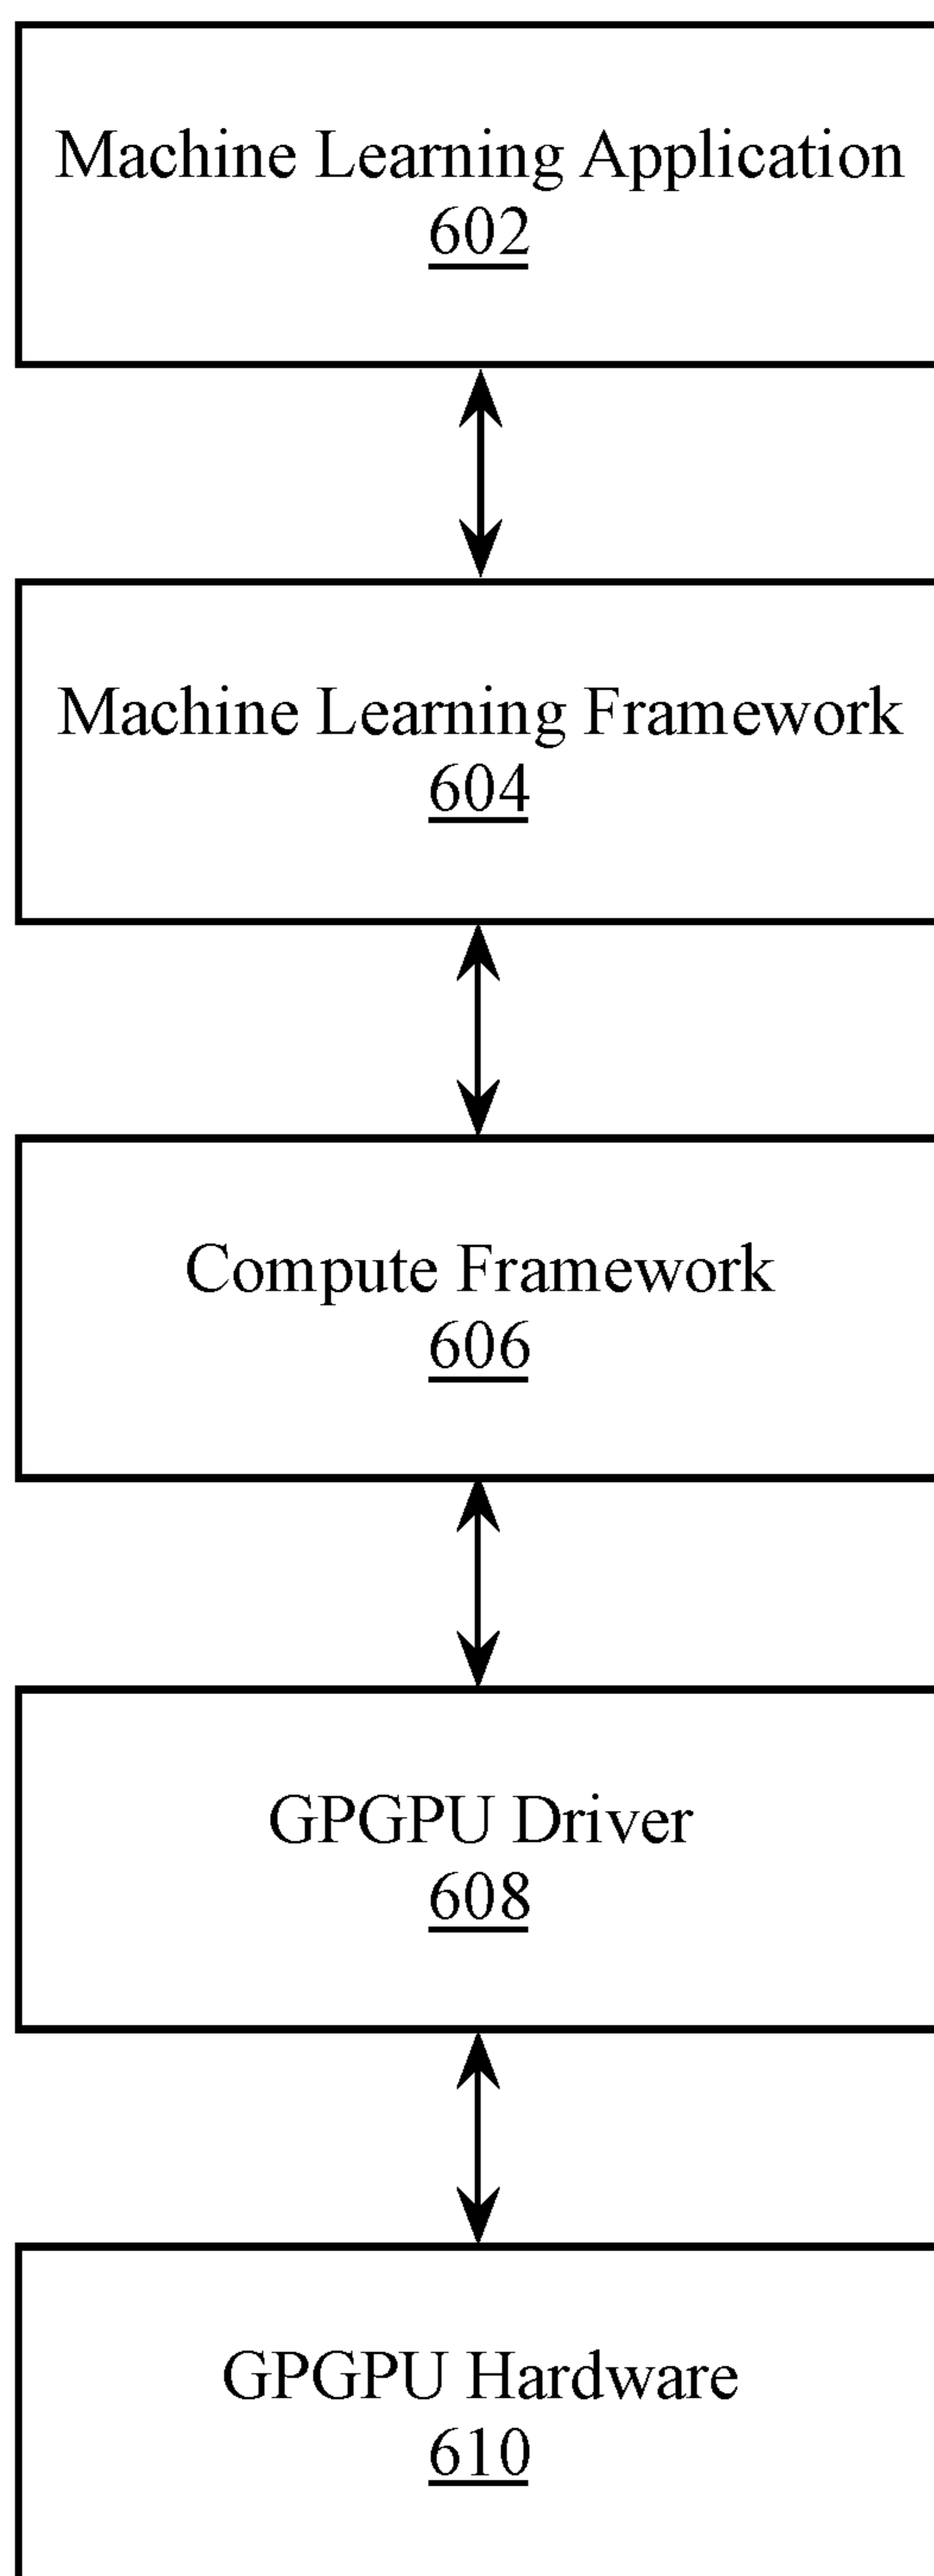 Machine Learning Application
602
Machine Learning Framework
604
Compute Framework
606
GPGPU Driver
608
GPGPU Hardware
610